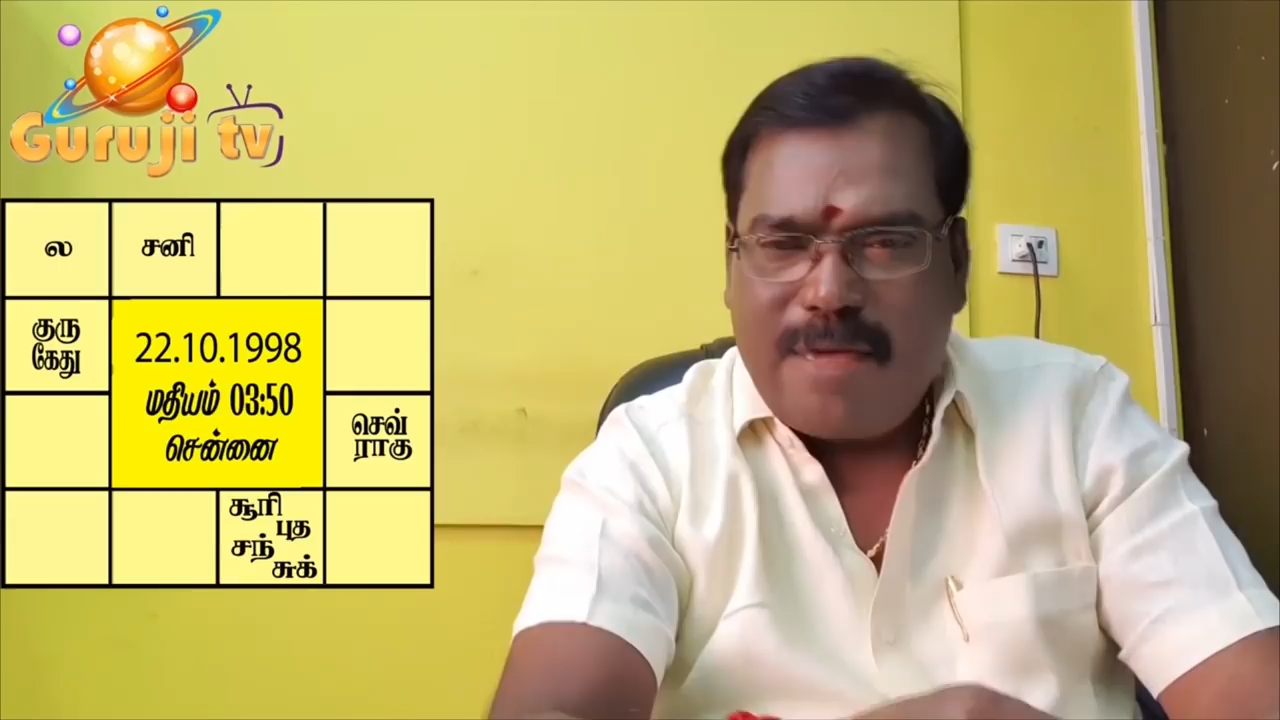 Guruji tv
ல
சனி
குரு
கேது
22.10.1998
மதியம் 03:50
சென்னை
செவ்
ராகு
சூரி
புத
சந்
சுக்